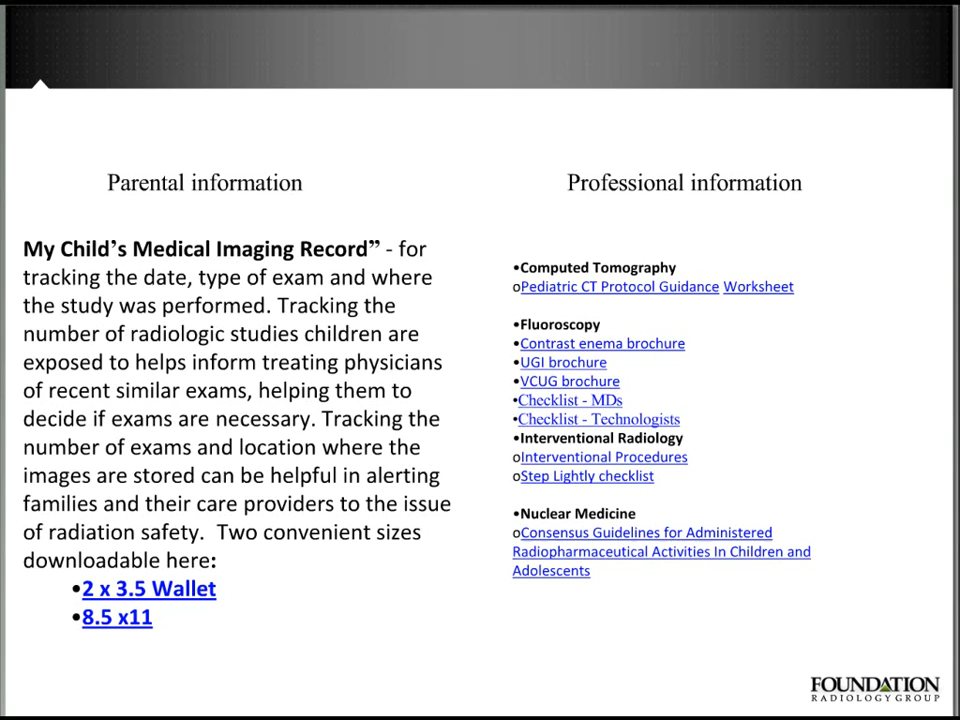 Parental information
My Child’s Medical Imaging Record” - for
tracking the date, type of exam and where
the study was performed. Tracking the
number of radiologic studies children are
exposed to helps inform treating physicians
of recent similar exams, helping them to
decide if exams are necessary. Tracking the
number of exams and location where the
images are stored can be helpful in alerting
families and their care providers to the issue
of radiation safety.  Two convenient sizes
downloadable here:
•2 x 3.5 Wallet
•8.5 x11
Professional information
•Computed Tomography
oPediatric CT Protocol Guidance Worksheet
•Fluoroscopy
•Contrast enema brochure
•UGI brochure
•VCUG brochure
•Checklist - MDs
•Checklist - Technologists
•Interventional Radiology
oInterventional Procedures
oStep Lightly checklist
•Nuclear Medicine
oConsensus Guidelines for Administered
Radiopharmaceutical Activities In Children and
Adolescents
FOUNDATION
RADIOLOGY GROUP